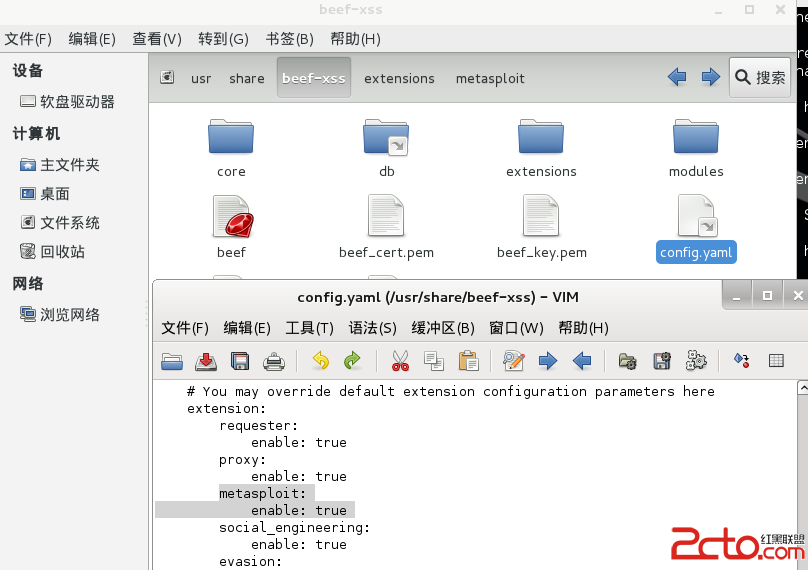 beef-xss
文件(F) 编辑(E) 查看(V) 转到(G) 书签(B) 帮助(H)
设备
软盘驱动器
计算机
主文件夹
桌面
文件系统
回收站
网络
浏览网络
usr share beef-xss extensions metasploit 搜索
core db extensions modules
beef beef_cert.pem beef_key.pem config.yaml
config.yaml (/usr/share/beef-xss) - VIM
文件(F) 编辑(E) 工具(T) 语法(S) 缓冲区(B) 窗口(W) 帮助(H)
# You may override default extension configuration parameters here
extension:
requester:
enable: true
proxy:
enable: true
metasploit:
enable: true
social_engineering:
enable: true
evasion:
2cto.com
红黑联盟